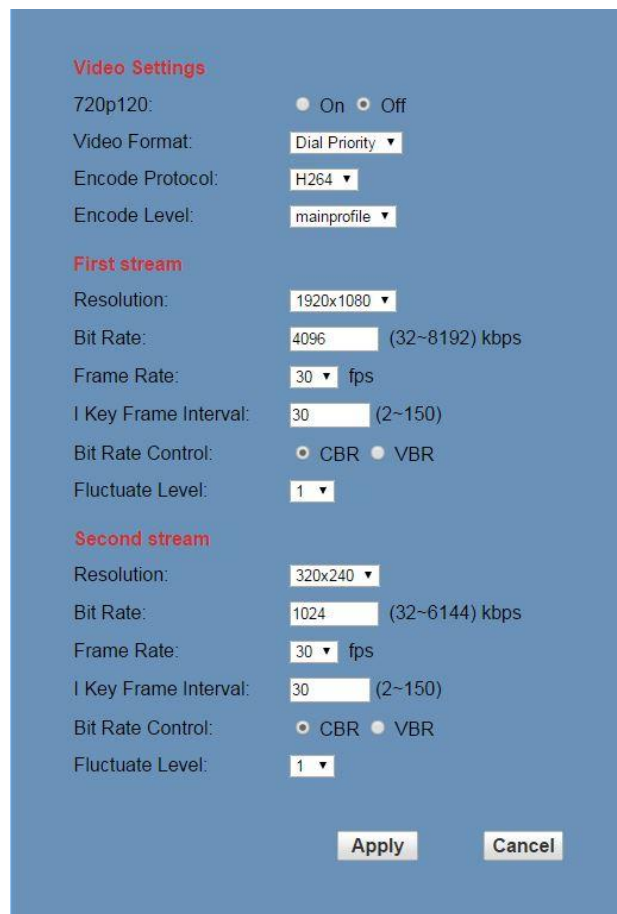 Video Settings
720p120: On Off
Video Format: Dial Priority
Encode Protocol: H264
Encode Level: mainprofile
First stream
Resolution: 1920x1080
Bit Rate: 4096 (32~8192) kbps
Frame Rate: 30 fps
I Key Frame Interval: 30 (2~150)
Bit Rate Control: CBR VBR
Fluctuate Level: 1
Second stream
Resolution: 320x240
Bit Rate: 1024 (32~6144) kbps
Frame Rate: 30 fps
I Key Frame Interval: 30 (2~150)
Bit Rate Control: CBR VBR
Fluctuate Level: 1
Apply Cancel